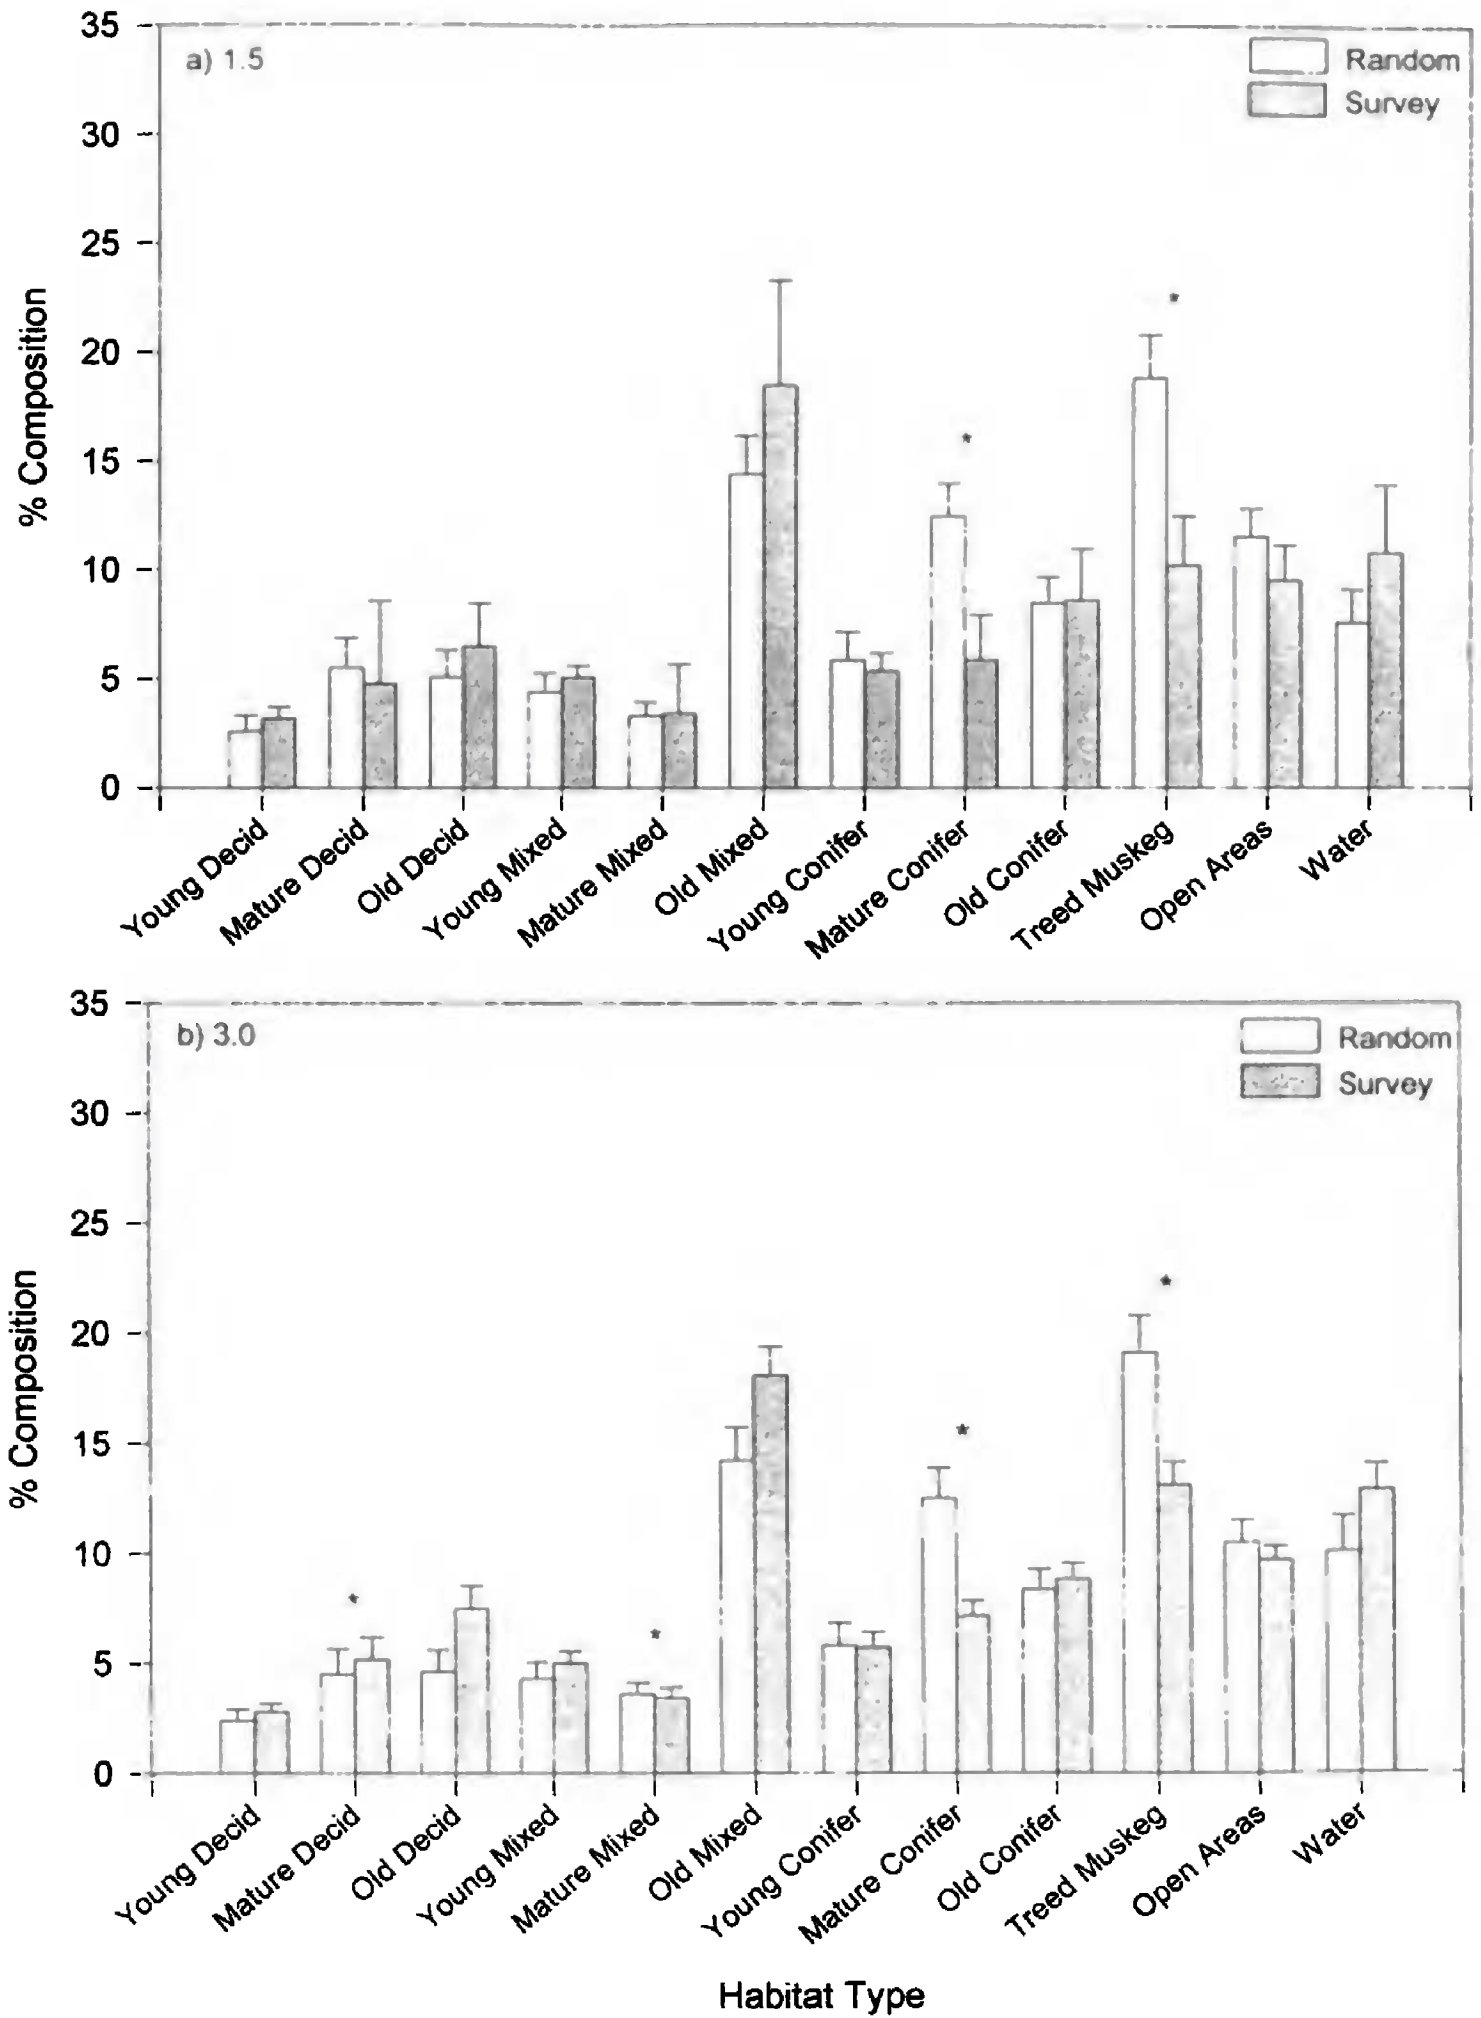 35
a) 1.5
Random
Survey
30
25
20
15
10
5
0
% Composition
*
*
Young Decid
Mature Decid
Old Decid
Young Mixed
Mature Mixed
Old Mixed
Young Conifer
Mature Conifer
Old Conifer
Treed Muskeg
Open Areas
Water
35
b) 3.0
Random
Survey
30
25
20
15
10
5
0
% Composition
*
*
*
*
Young Decid
Mature Decid
Old Decid
Young Mixed
Mature Mixed
Old Mixed
Young Conifer
Mature Conifer
Old Conifer
Treed Muskeg
Open Areas
Water
Habitat Type